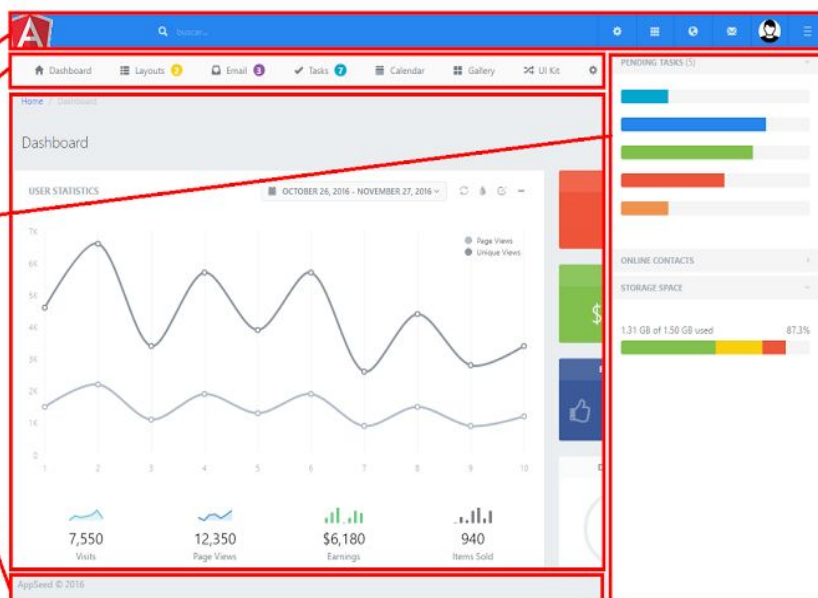 A
buscar...
Dashboard Layouts 2 Email 3 Tasks 7 Calendar Gallery UI Kit
PENDING TASKS (5)
Home / Dashboard
Dashboard
USER STATISTICS
OCTOBER 26, 2016 - NOVEMBER 27, 2016
Page Views
Unique Views
7K
6K
5K
4K
3K
2K
1K
0
1 2 3 4 5 6 7 8 9 10
$
ONLINE CONTACTS
STORAGE SPACE
1.31 GB of 1.50 GB used 87.3%
7,550 12,350 $6,180 940
Visits Page Views Earnings Items Sold
AppSeed © 2016